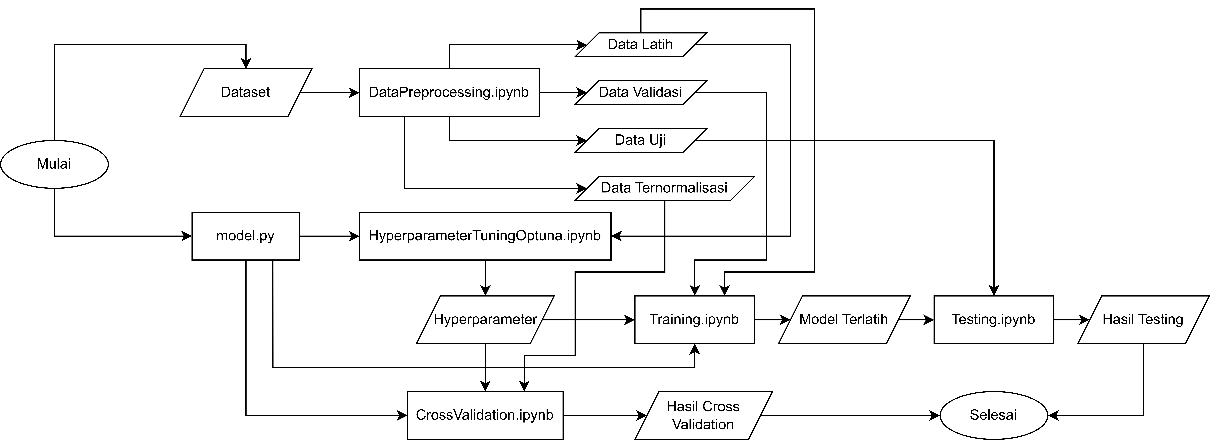 Data Latih
Dataset
DataPreprocessing.ipynb
Data Validasi
Data Uji
Mulai
Data Ternormalisasi
model.py
HyperparameterTuningOptuna.ipynb
Hyperparameter
Training.ipynb
Model Terlatih
Testing.ipynb
Hasil Testing
CrossValidation.ipynb
Hasil Cross
Validation
Selesai